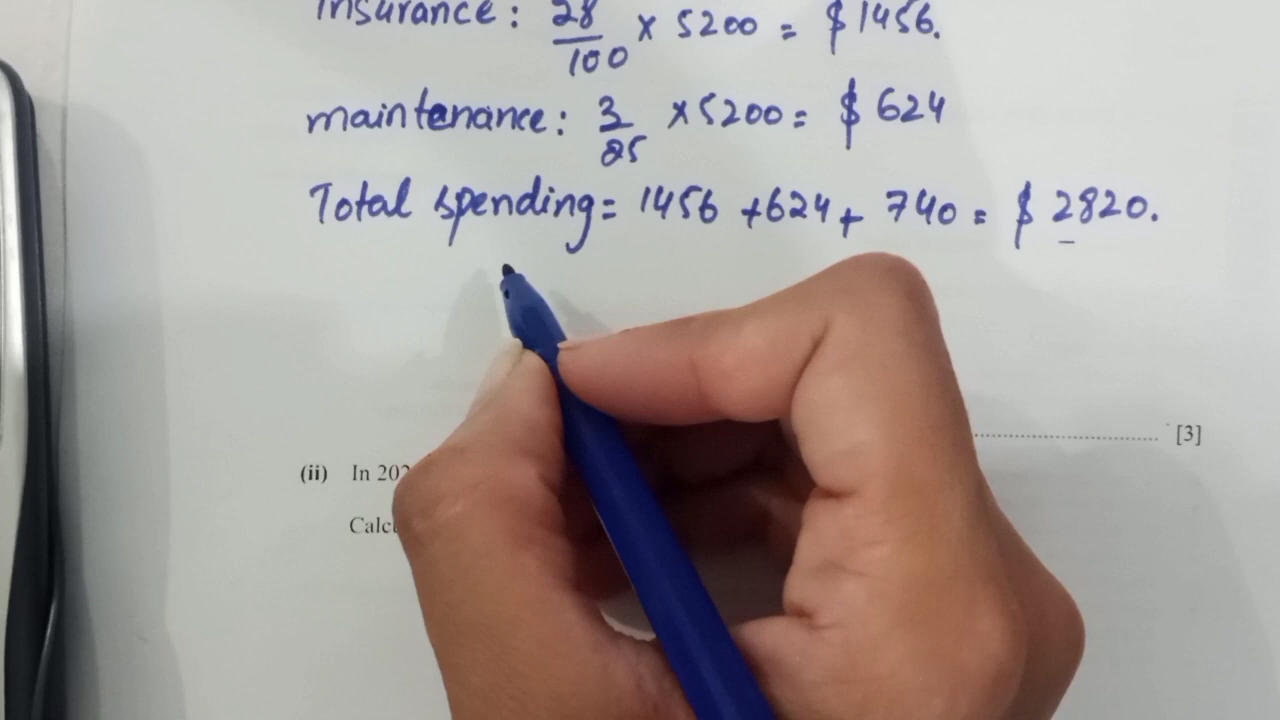 insurance: 28/100 x 5200 = $1456.
maintenance: 3/25 x 5200 = $ 624
Total spending = 1456 + 624 + 740 = $ 2820.
[3]
(ii) In 202
Calc